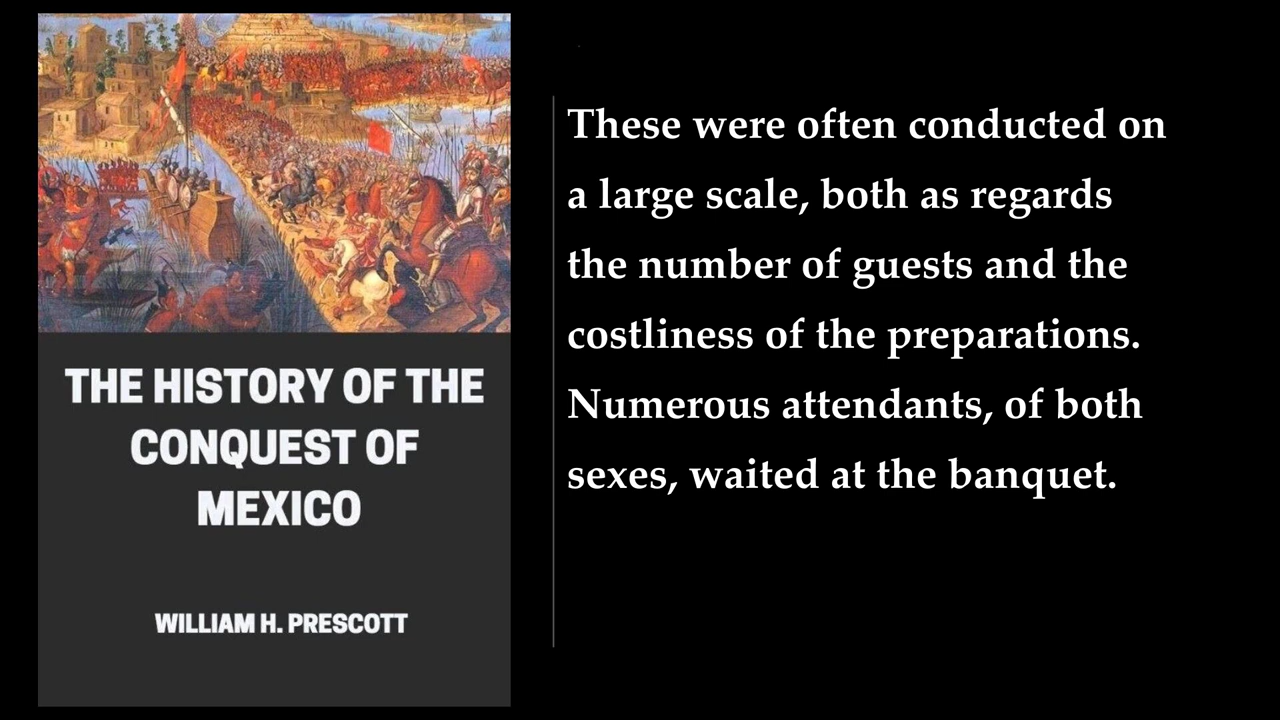 THE HISTORY OF THE
CONQUEST OF
MEXICO
WILLIAM H. PRESCOTT
These were often conducted on
a large scale, both as regards
the number of guests and the
costliness of the preparations.
Numerous attendants, of both
sexes, waited at the banquet.